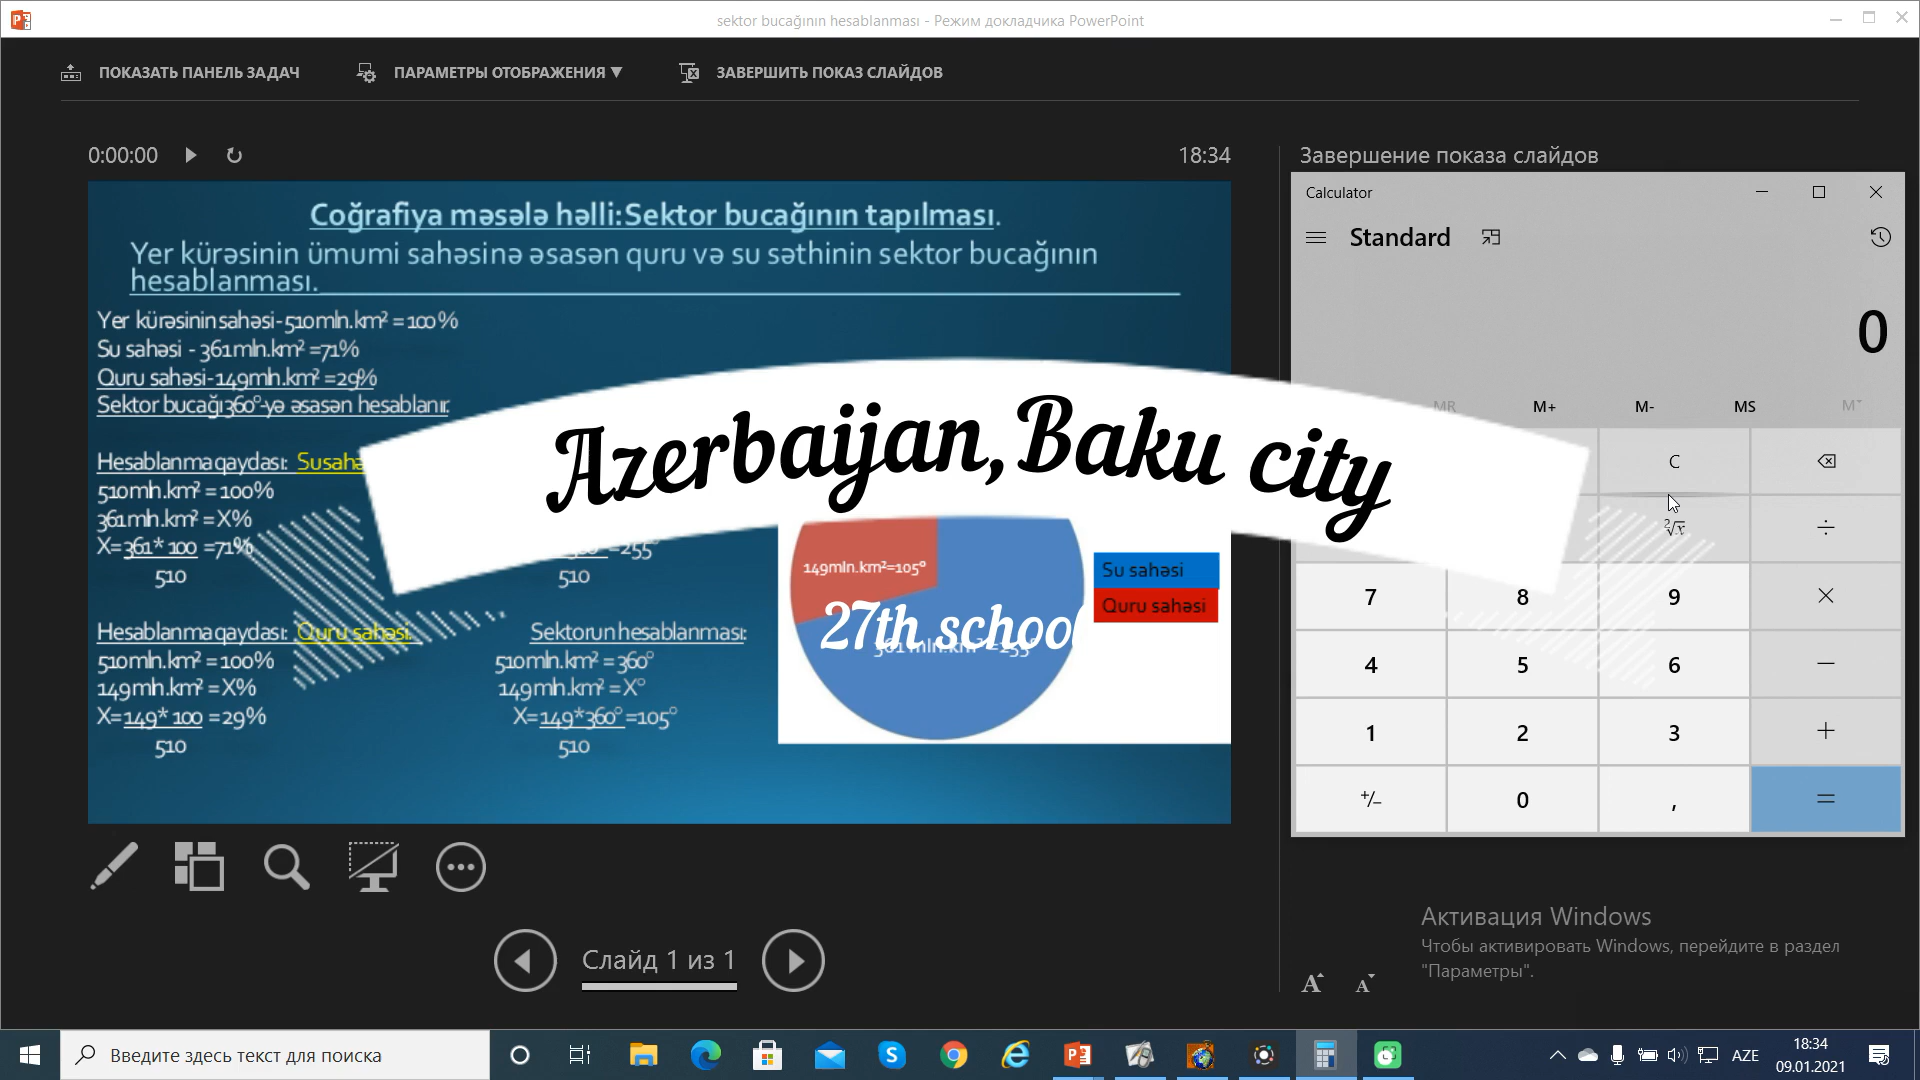 sektor bucağının hesablanması - Режим докладчика PowerPoint
ПОКАЗАТЬ ПАНЕЛЬ ЗАДАЧ ПАРАМЕТРЫ ОТОБРАЖЕНИЯ ▼ ЗАВЕРШИТЬ ПОКАЗ СЛАЙДОВ
0:00:00 18:34
Coğrafiya məsələ həlli:Sektor bucağının tapılması.
Yer kürəsinin ümumi sahəsinə əsasən quru və su səthinin sektor bucağının
hesablanması.
Yer kürəsinin sahəsi - 510mln.km² = 100%
Su sahəsi - 361mln.km² =71%
Quru sahəsi-149mln.km² =29%
Sektor bucağı360°-yə əsasən hesablanır.
Azerbaijan,Baku city
Hesablanma qaydası:
510mln.km² = 100%
361mln.km² = X%
X= 361* 100 =71%
510
=255°
510
Hesablanma qaydası: Quru sahəsi.
510mln.km² = 100%
149mln.km² = X%
X= 149* 100 = 29%
510
Sektorun hesablanması:
510mln.km² = 360°
149mln.km² = X°
X=149*360° =105°
510
149mln.km²=105°
27th school
Su sahəsi
Quru sahəsi
Слайд 1 из 1
Завершение показа слайдов
Calculator
Standard
0
MR M+ M- MS M˅
C
²√x ÷
7 8 9 ×
4 5 6 −
1 2 3 +
+/− 0 , =
Активация Windows
Чтобы активировать Windows, перейдите в раздел
"Параметры".
A A
Введите здесь текст для поиска
AZE
18:34
09.01.2021